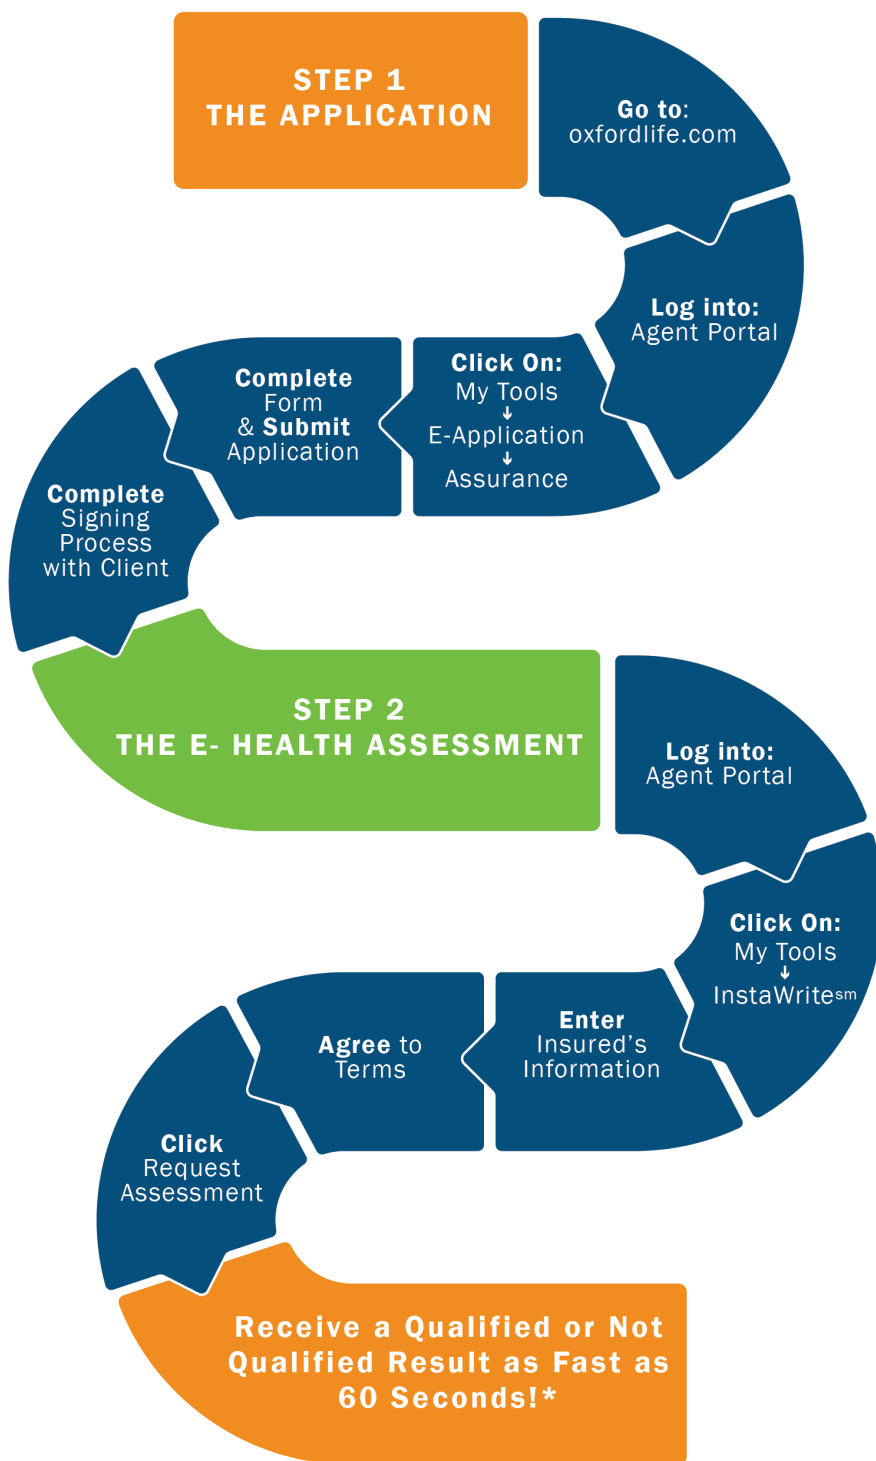 STEP 1
THE APPLICATION
Go to:
oxfordlife.com
Log into:
Agent Portal
Click On:
My Tools
↓
E-Application
↓
Assurance
Complete
Form
& Submit
Application
Complete
Signing
Process
with Client
STEP 2
THE E- HEALTH ASSESSMENT
Log into:
Agent Portal
Click On:
My Tools
↓
InstaWrite℠
Enter
Insured’s
Information
Agree to
Terms
Click
Request
Assessment
Receive a Qualified or Not
Qualified Result as Fast as
60 Seconds!*